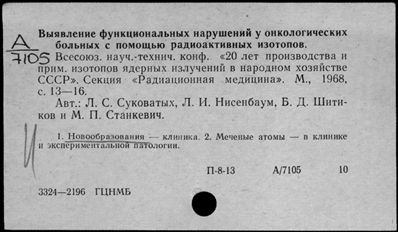 А
7105
Выявление функциональных нарушений у онкологических
больных с помощью радиоактивных изотопов.
Всесоюз. науч.-технич. конф. «20 лет производства и
прим. изотопов ядерных излучений в народном хозяйстве
СССР». Секция «Радиационная медицина». М., 1968,
с. 13—16.
Авт.: Л. С. Суковатых, Л. И. Нисенбаум, Б. Д. Шити-
ков и М. П. Станкевич.
1. Новообразования — клиника. 2. Меченые атомы — в клинике
и экспериментальной патологии.
П-8-13 А/7105 10
3324—2196 ГЦНМБ